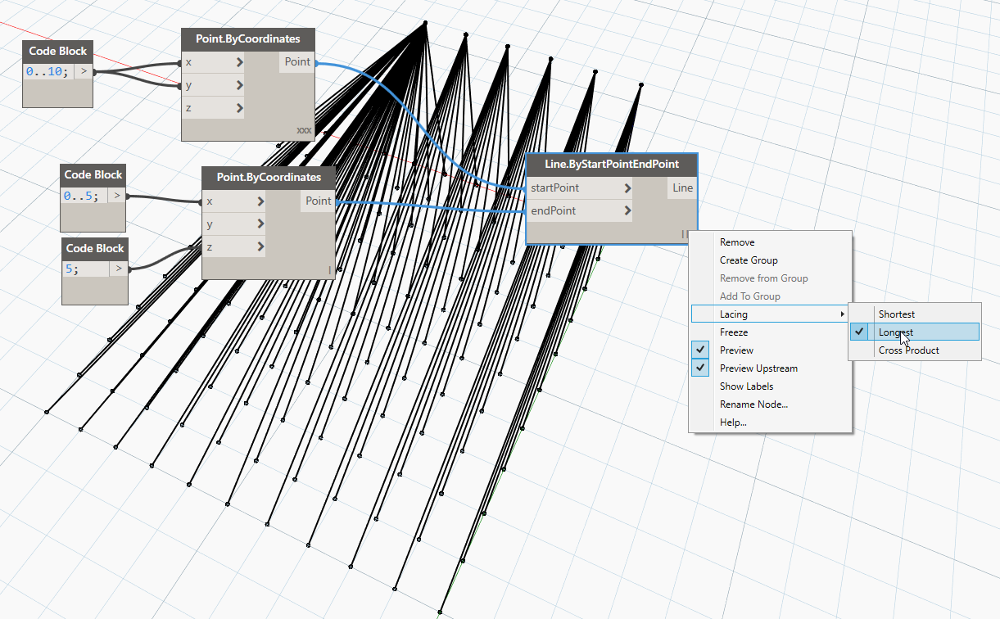 Code Block
0..10; >
Point.ByCoordinates
x > Point
y >
z >
xxx
Code Block
0..5; >
Code Block
5; >
Point.ByCoordinates
x > Point
y >
z >
|
Line.ByStartPointEndPoint
startPoint > Line
endPoint >
||
Remove
Create Group
Remove from Group
Add To Group
Lacing
Freeze
Preview
Preview Upstream
Show Labels
Rename Node...
Help...
Shortest
Longest
Cross Product